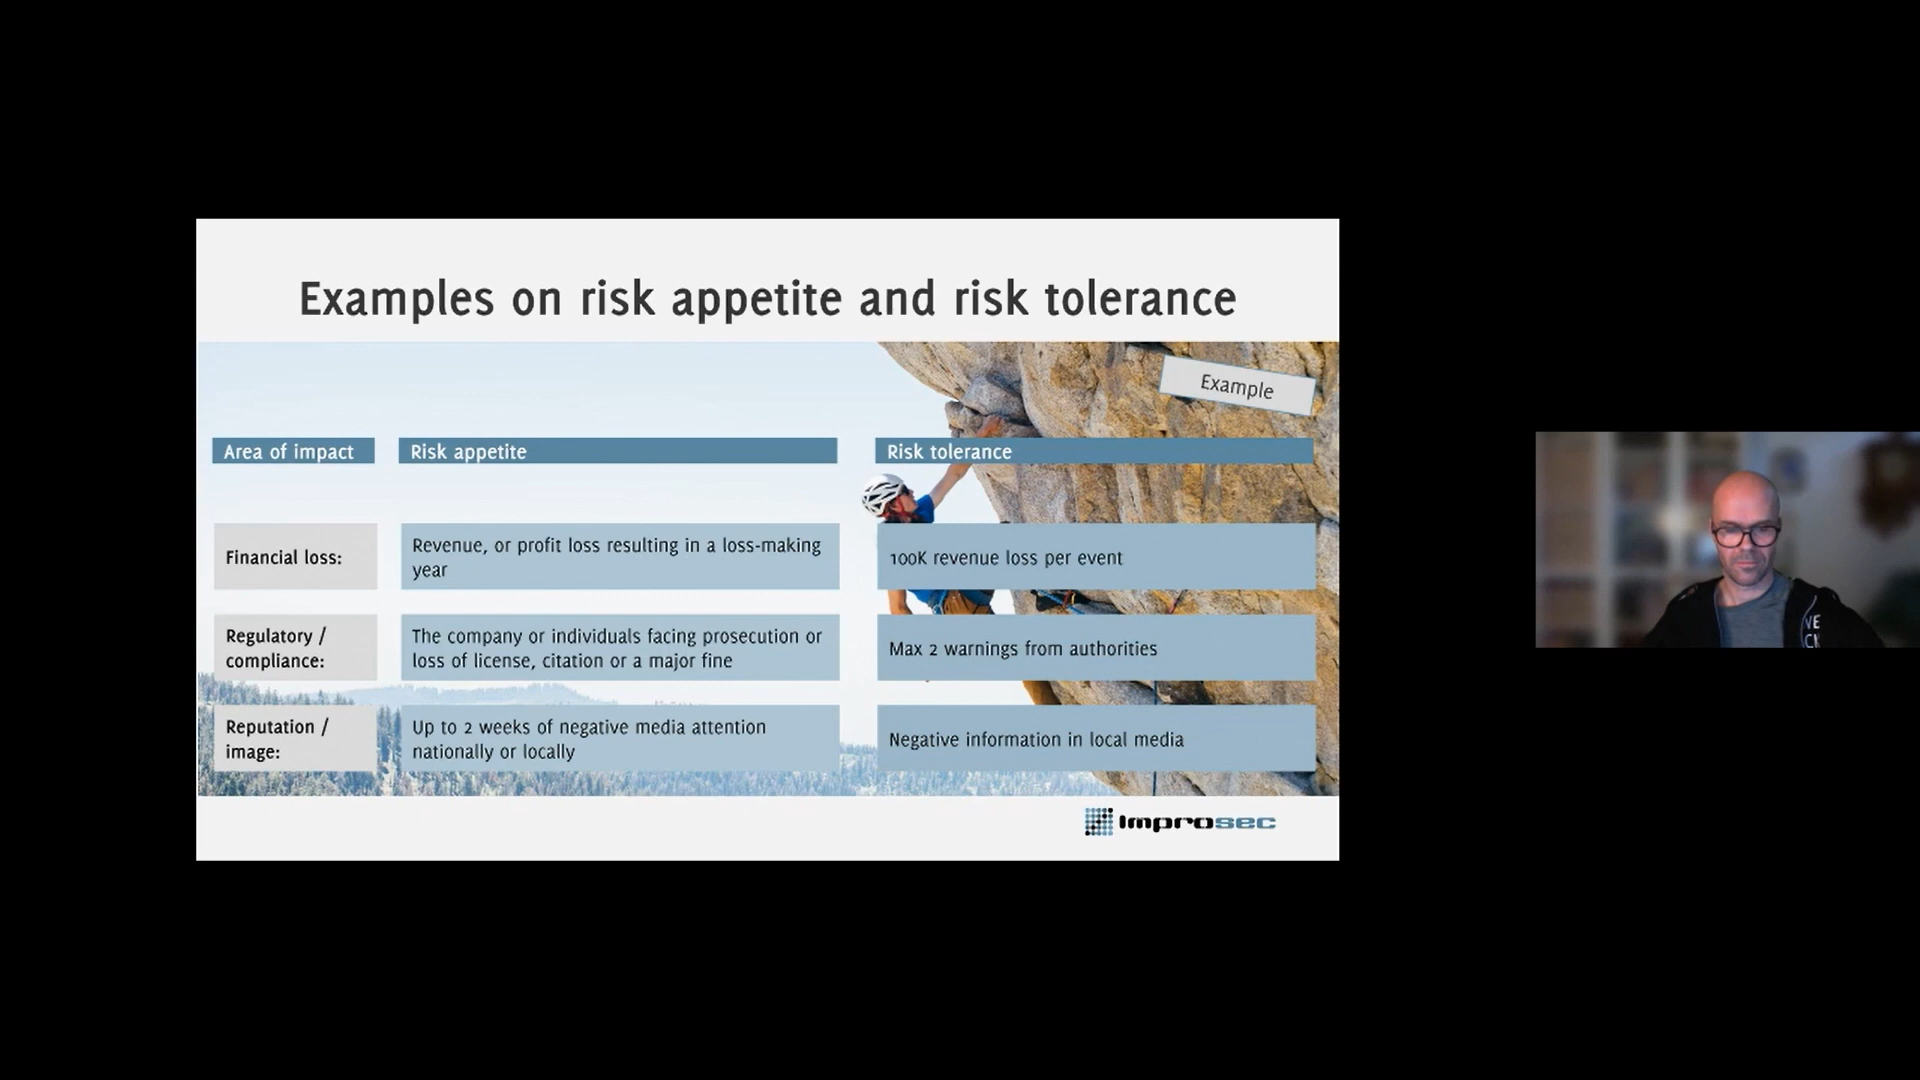 Examples on risk appetite and risk tolerance
Example
Area of impact
Risk appetite
Risk tolerance
Financial loss:
Revenue, or profit loss resulting in a loss-making
year
100K revenue loss per event
Regulatory /
compliance:
The company or individuals facing prosecution or
loss of license, citation or a major fine
Max 2 warnings from authorities
Reputation /
image:
Up to 2 weeks of negative media attention
nationally or locally
Negative information in local media
Improsec